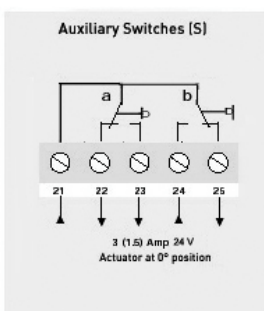 Auxiliary Switches (S)
a b
21 22 23 24 25
3 (1.5) Amp 24 V
Actuator at 0° position